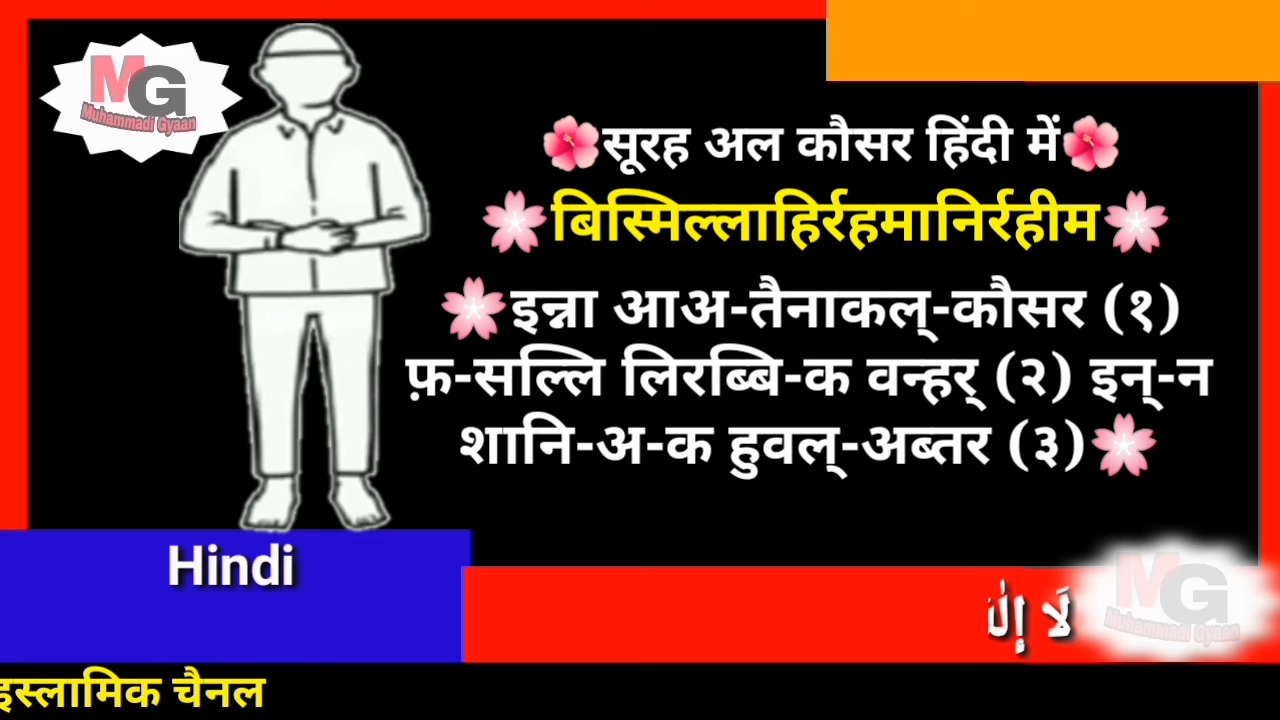 MG
Muhammadi Gyaan
🌺सूरह अल कौसर हिंदी में🌺
🌸बिस्मिल्लाहिर्रहमानिर्रहीम🌸
🌸इन्ना आअ-तैनाकल्-कौसर (१)
फ़-सल्लि लिरब्बि-क वन्हर् (२) इन्-न
शानि-अ-क हुवल्-अब्तर (३)🌸
Hindi
لَا إِلٰ
MG
Muhammadi Gyaan
इस्लामिक चैनल